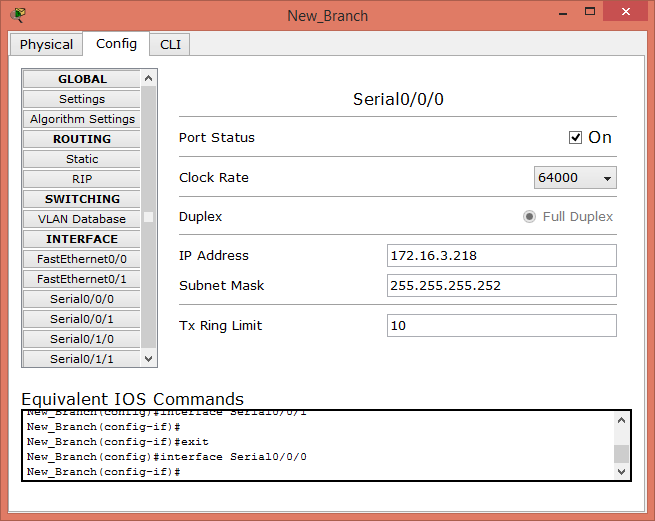 New_Branch
Physical Config CLI
GLOBAL
Settings
Algorithm Settings
ROUTING
Static
RIP
SWITCHING
VLAN Database
INTERFACE
FastEthernet0/0
FastEthernet0/1
Serial0/0/0
Serial0/0/1
Serial0/1/0
Serial0/1/1
Serial0/0/0
Port Status On
Clock Rate 64000
Duplex Full Duplex
IP Address 172.16.3.218
Subnet Mask 255.255.255.252
Tx Ring Limit 10
Equivalent IOS Commands
New_Branch(config)#interface Serial0/0/1
New_Branch(config-if)#
New_Branch(config-if)#exit
New_Branch(config)#interface Serial0/0/0
New_Branch(config-if)#